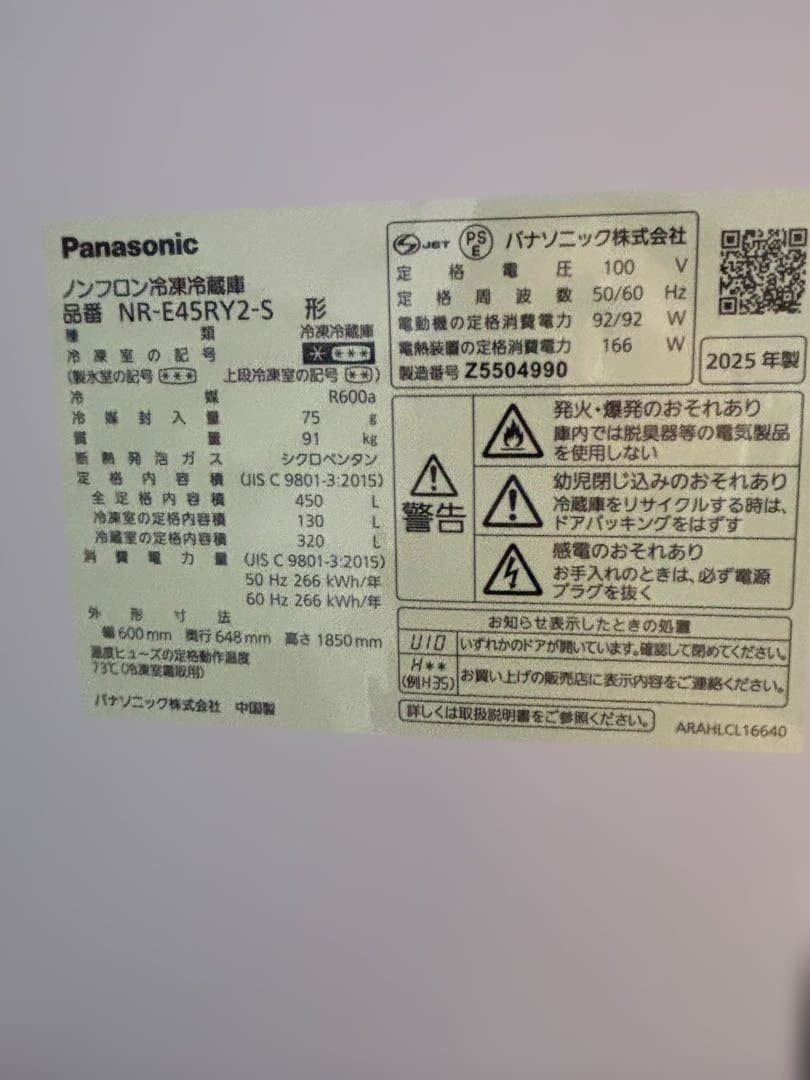 Panasonic
ノンフロン冷凍冷蔵庫
品番 NR-E45RY2-S 形
種類 冷凍冷蔵庫
冷凍室の記号 ****
(製氷室の記号 *** 上段冷凍室の記号 **)
冷媒 R600a
冷媒封入量 75 g
質量 91 kg
断熱発泡ガス シクロペンタン
定格内容積 (JIS C 9801-3:2015)
全定格内容積 450 L
冷凍室の定格内容積 130 L
冷蔵室の定格内容積 320 L
消費電力量 (JIS C 9801-3:2015)
50 Hz 266 kWh/年
60 Hz 266 kWh/年
外形寸法
幅 600 mm 奥行 648 mm 高さ 1850 mm
温度ヒューズの定格動作温度
73℃(冷凍室霜取用)
パナソニック株式会社 中国製
S JET PSE パナソニック株式会社
定格電圧 100 V
定格周波数 50/60 Hz
電動機の定格消費電力 92/92 W
電熱装置の定格消費電力 166 W
製造番号 Z5504990
2025 年製
警告
発火・爆発のおそれあり
庫内では脱臭器等の電気製品
を使用しない
幼児閉じ込みのおそれあり
冷蔵庫をリサイクルする時は、
ドアパッキングをはずす
感電のおそれあり
お手入れのときは、必ず電源
プラグを抜く
お知らせ表示したときの処置
U10 いずれかのドアが開いています。確認して閉めてください。
H**
(例H35) お買い上げの販売店に表示内容をご連絡ください。
詳しくは取扱説明書をご参照ください。
ARAHLCL16640